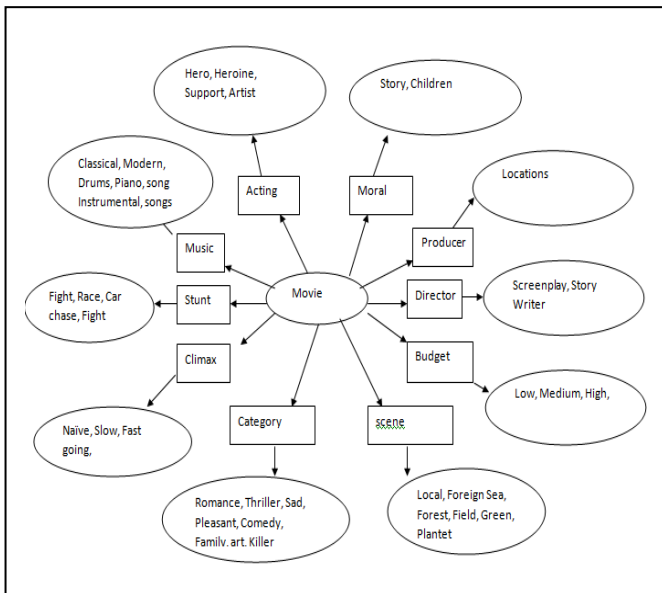 Hero, Heroine,
Support, Artist
Story, Children
Classical, Modern,
Drums, Piano, song
Instrumental, songs
Acting
Moral
Locations
Music
Producer
Movie
Fight, Race, Car
chase, Fight
Stunt
Director
Screenplay, Story
Writer
Climax
Budget
Low, Medium, High,
Naïve, Slow, Fast
going,
Category
scene
Romance, Thriller, Sad,
Pleasant, Comedy,
Family. art. Killer
Local, Foreign Sea,
Forest, Field, Green,
Plantet